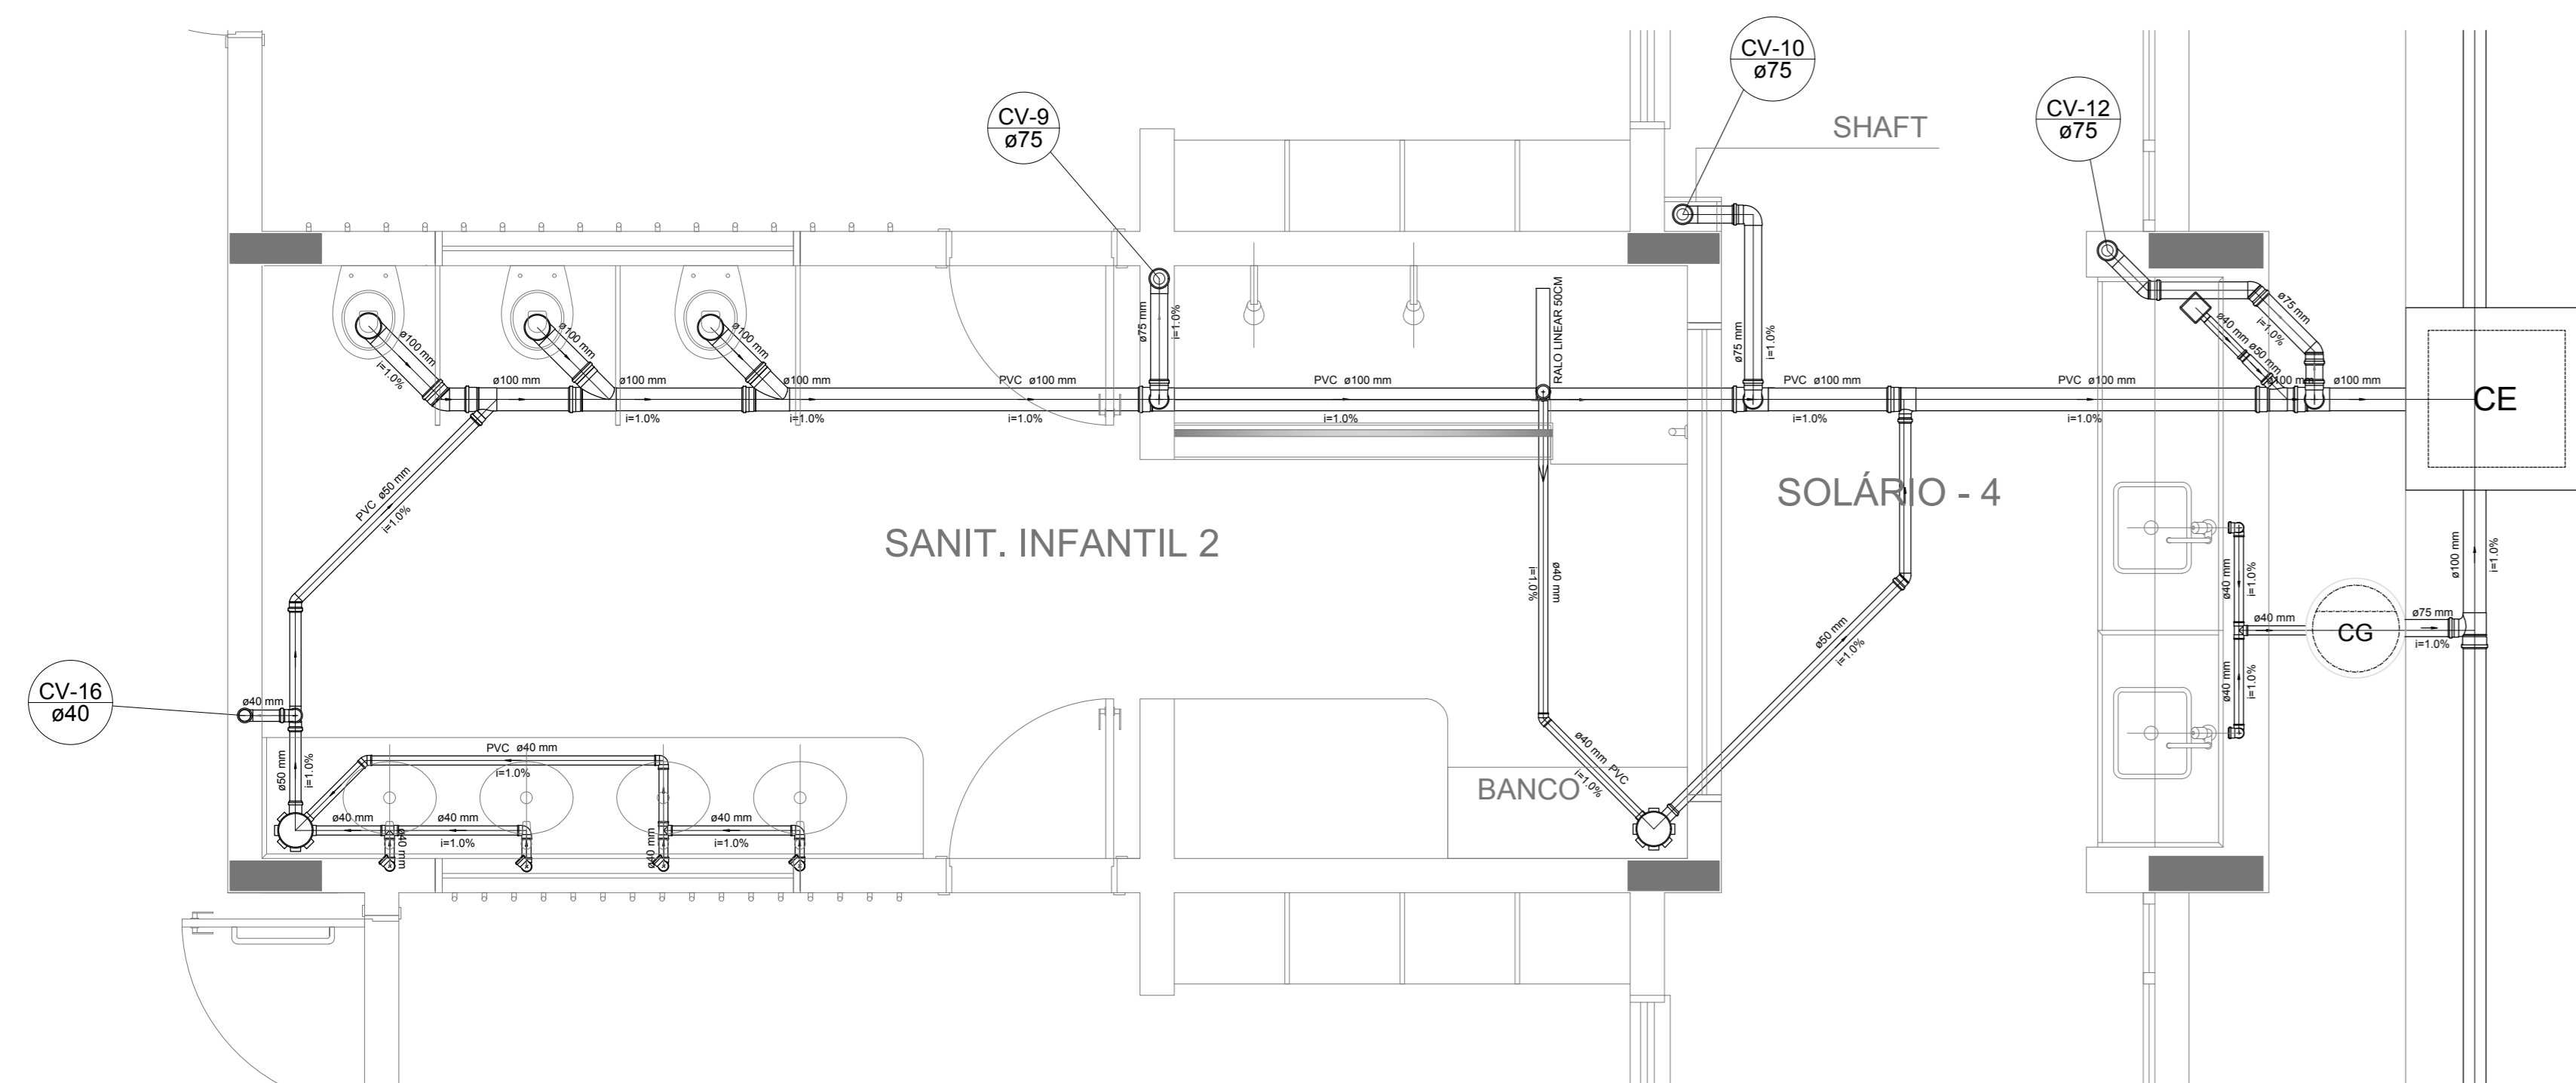 CV-10
ø75
CV-9
ø75
SHAFT
CV-12
ø75
RALO LINEAR 50CM
ø100 mm
i=1.0%
ø100 mm
ø100 mm
ø75 mm
i=1.0%
ø75 mm
i=1.0%
ø75 mm
i=1.0%
ø40 mm
ø50 mm
ø100 mm
ø100 mm
i=1.0%
ø100 mm
i=1.0%
PVC ø100 mm
i=1.0%
PVC ø100 mm
i=1.0%
PVC ø100 mm
i=1.0%
PVC ø100 mm
i=1.0%
ø100 mm
ø100 mm
CE
PVC ø50 mm
i=1.0%
SANIT. INFANTIL 2
SOLÁRIO - 4
ø40 mm
i=1.0%
ø50 mm
i=1.0%
ø40 mm
i=1.0%
ø40 mm
i=1.0%
ø40 mm
CG
ø75 mm
i=1.0%
ø100 mm
i=1.0%
CV-16
ø40
ø40 mm
ø50 mm
i=1.0%
PVC ø40 mm
i=1.0%
ø40 mm PVC
i=1.0%
BANCO
ø40 mm
ø40 mm
ø40 mm
i=1.0%
ø40 mm
ø40 mm
i=1.0%